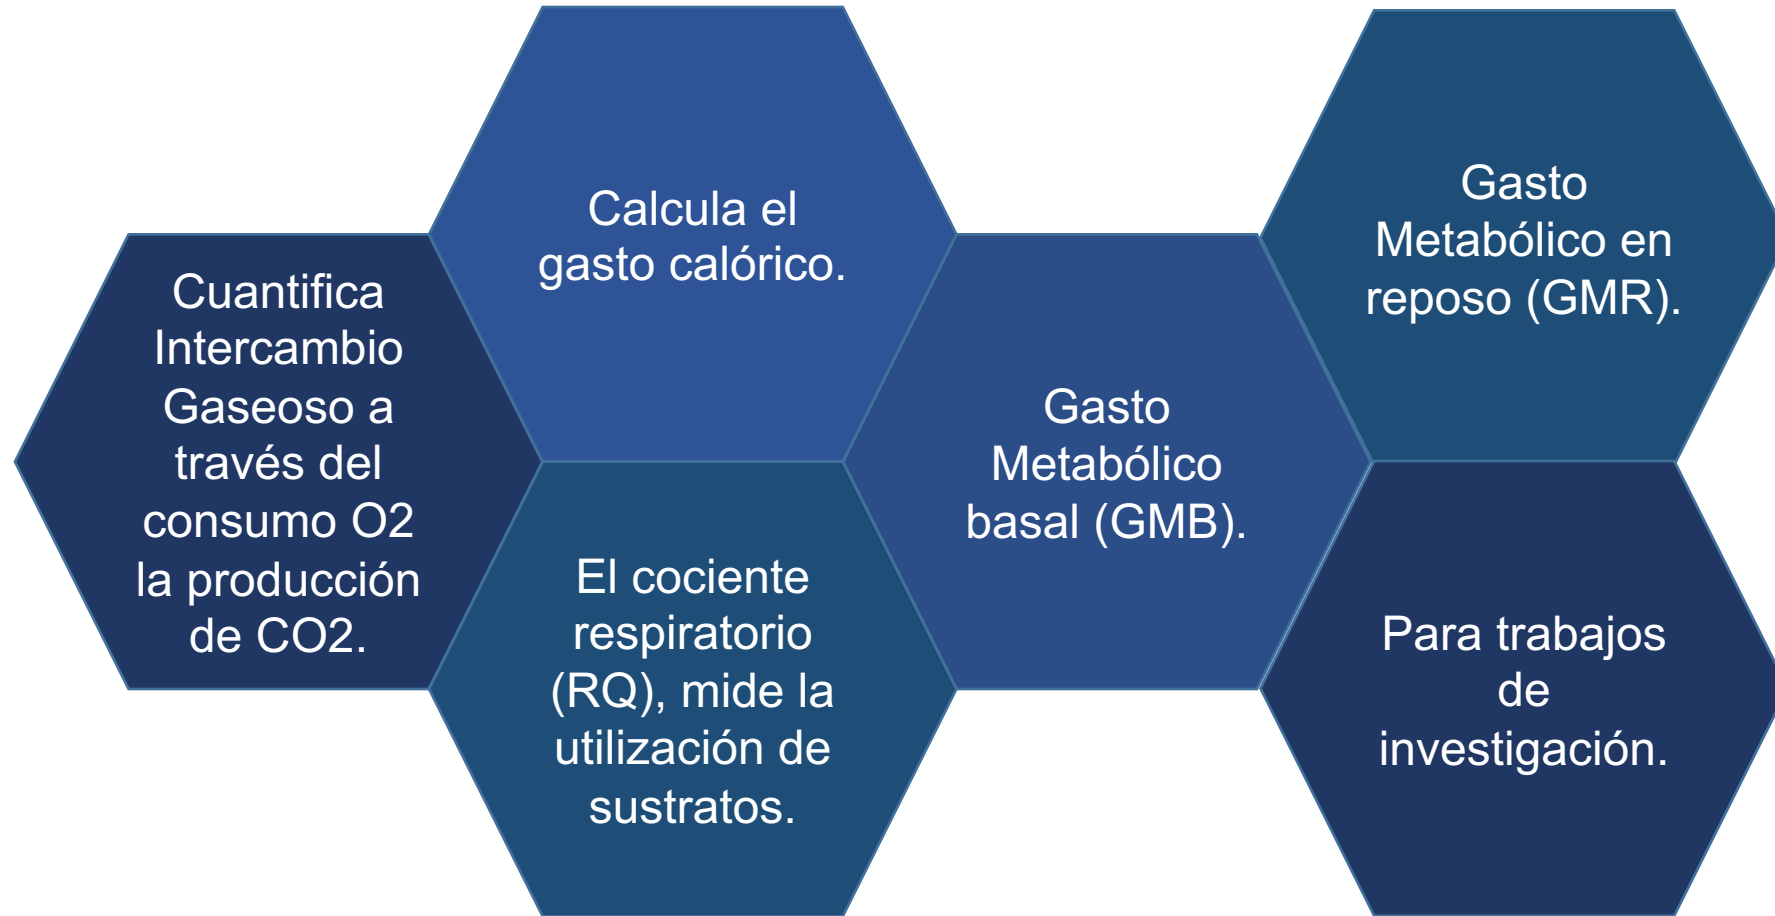 Cuantifica
Intercambio
Gaseoso a
través del
consumo O2
la producción
de CO2.
Calcula el
gasto calórico.
El cociente
respiratorio
(RQ), mide la
utilización de
sustratos.
Gasto
Metabólico
basal (GMB).
Gasto
Metabólico en
reposo (GMR).
Para trabajos
de
investigación.